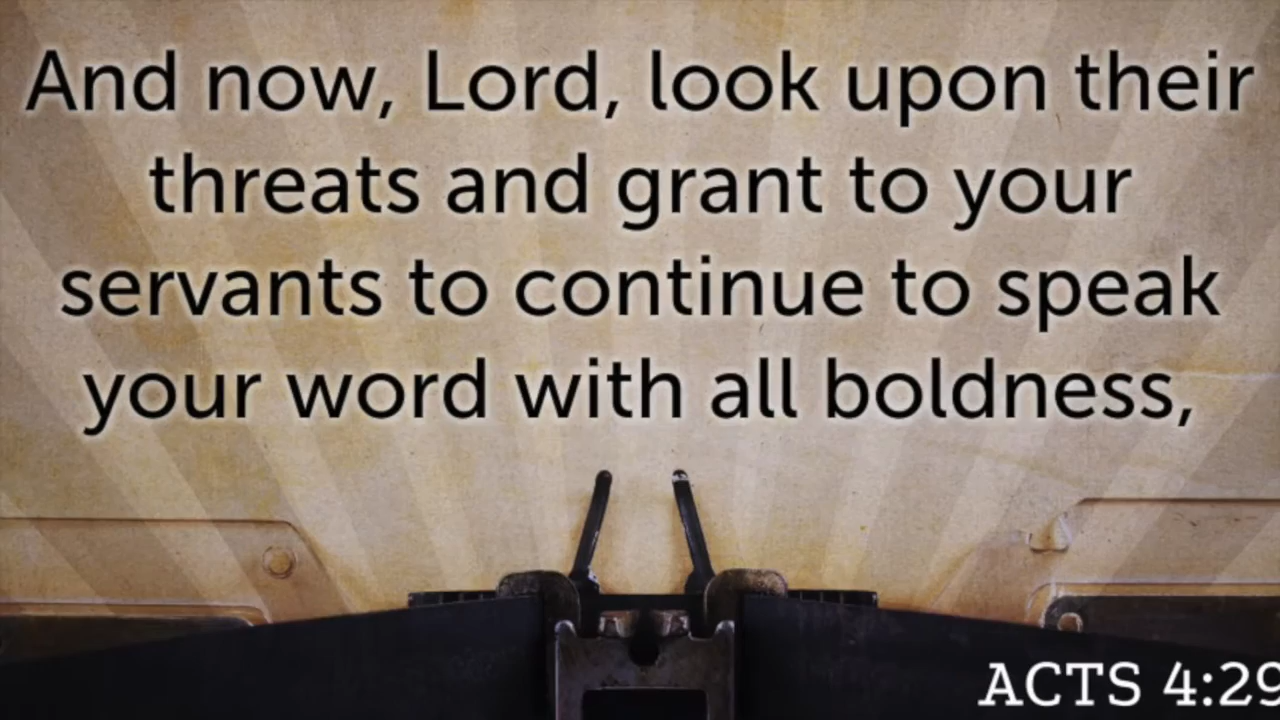 And now, Lord, look upon their
threats and grant to your
servants to continue to speak
your word with all boldness,
ACTS 4:29